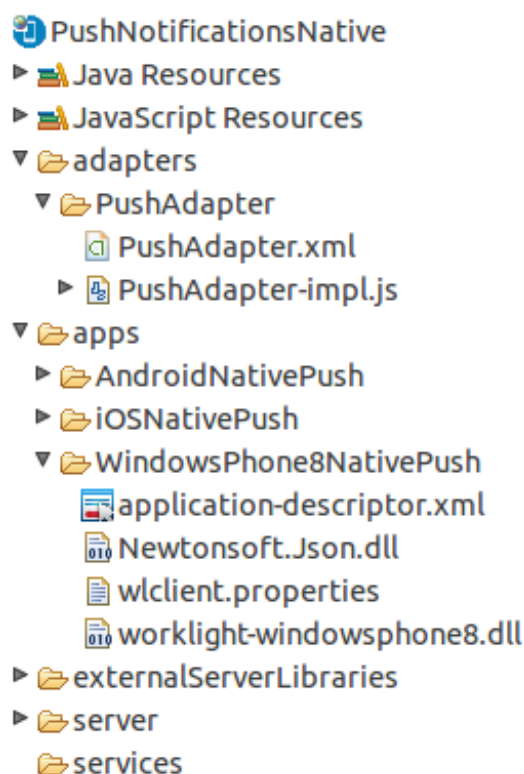 PushNotificationsNative
Java Resources
JavaScript Resources
adapters
PushAdapter
PushAdapter.xml
PushAdapter-impl.js
apps
AndroidNativePush
iOSNativePush
WindowsPhone8NativePush
application-descriptor.xml
Newtonsoft.Json.dll
wlclient.properties
worklight-windowsphone8.dll
externalServerLibraries
server
services